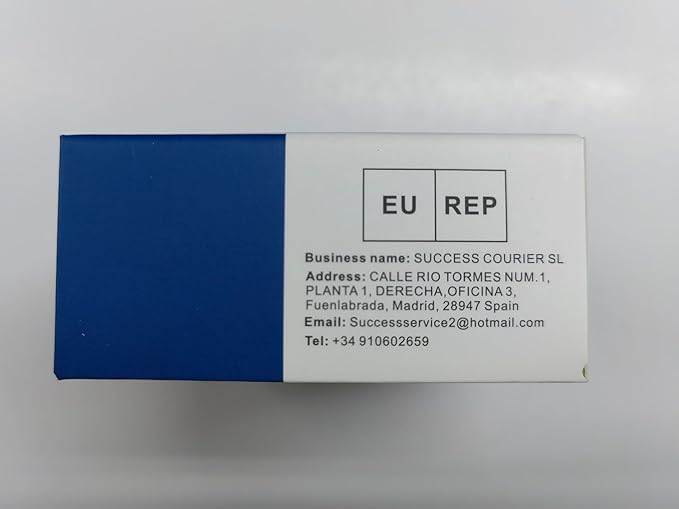 EU REP
Business name: SUCCESS COURIER SL
Address: CALLE RIO TORMES NUM.1,
PLANTA 1, DERECHA,OFICINA 3,
Fuenlabrada, Madrid, 28947 Spain
Email: Successservice2@hotmail.com
Tel: +34 910602659